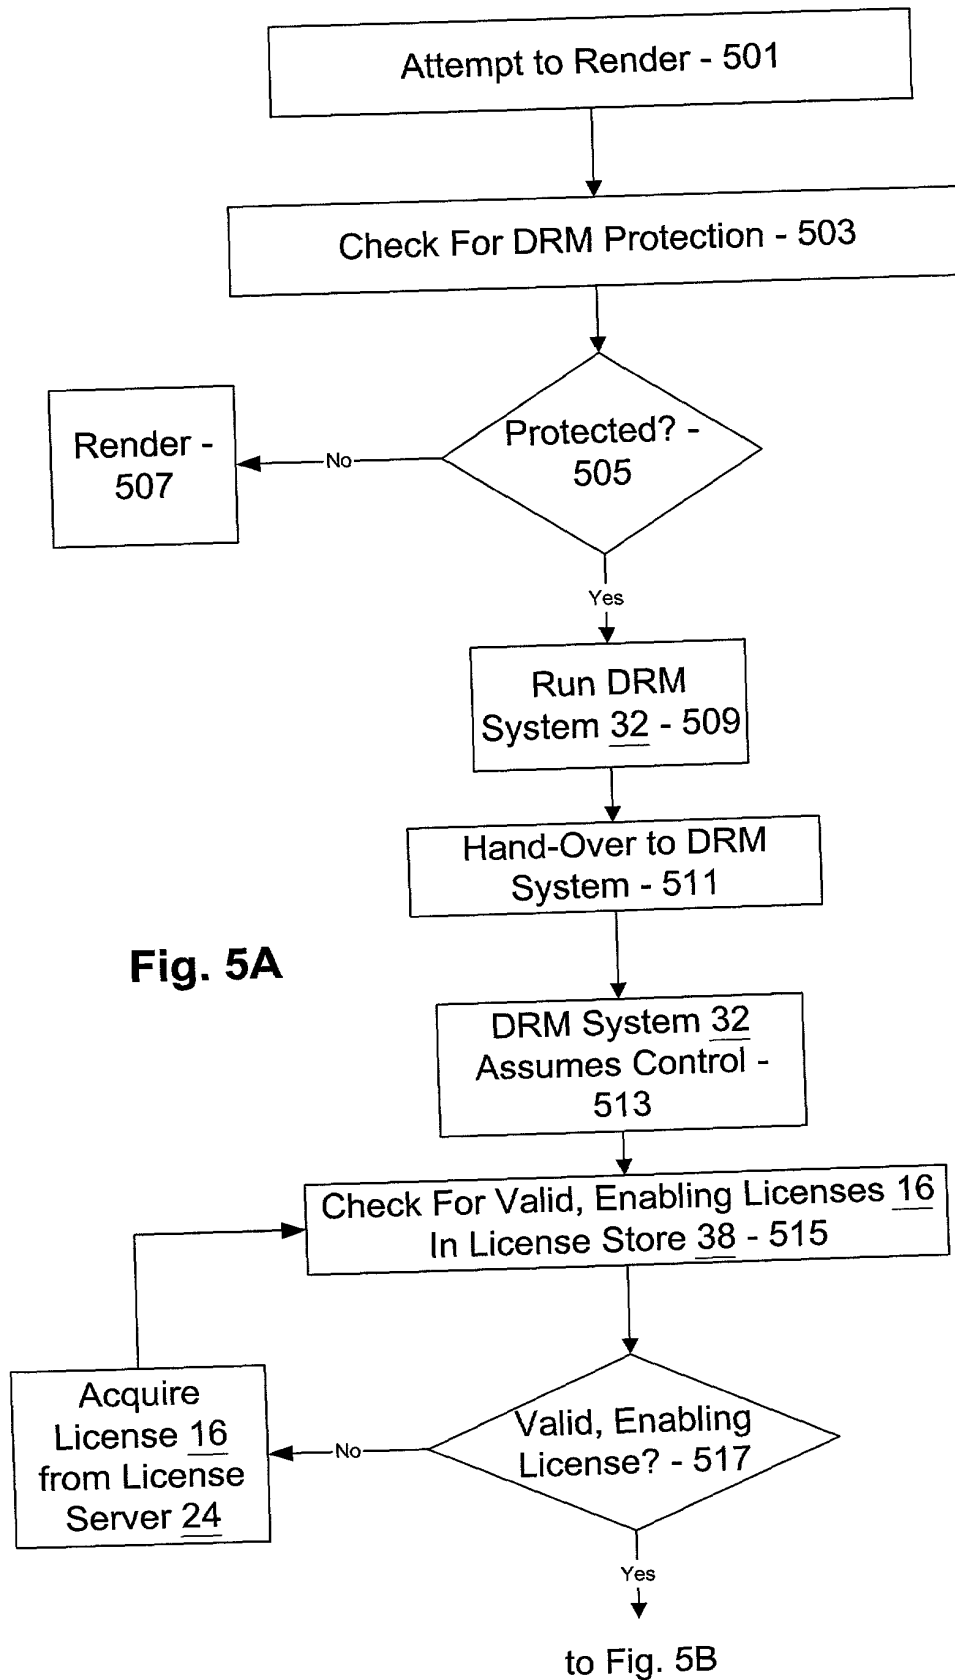 Attempt to Render - 501
Check For DRM Protection - 503
Protected? -
505
No
Render -
507
Yes
Run DRM
System 32 - 509
Hand-Over to DRM
System - 511
Fig. 5A
DRM System 32
Assumes Control -
513
Check For Valid, Enabling Licenses 16
In License Store 38 - 515
Valid, Enabling
License? - 517
No
Acquire
License 16
from License
Server 24
Yes
to Fig. 5B